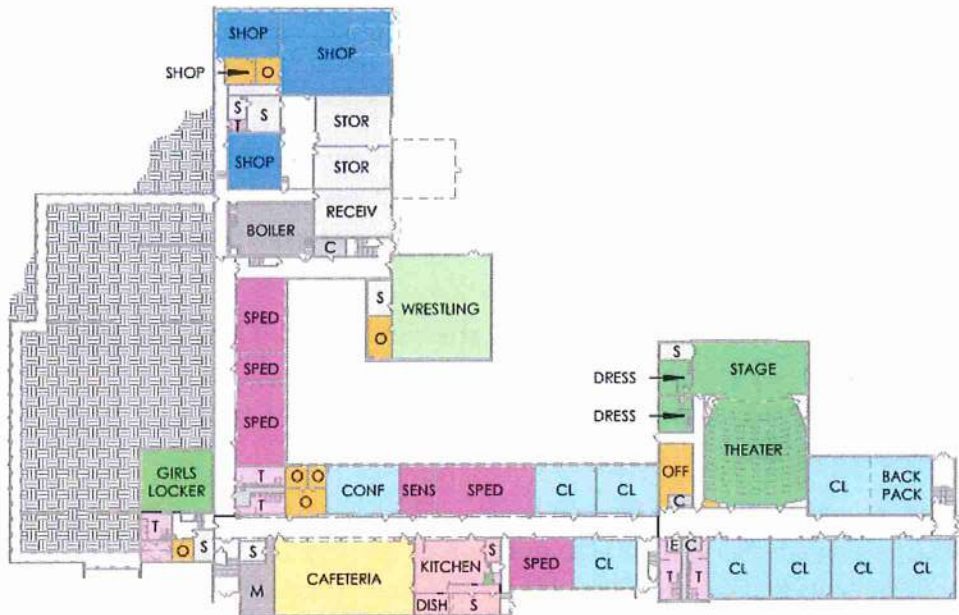 SHOP
SHOP
SHOP
O
S
S
T
STOR
SHOP
STOR
RECEIV
BOILER
C
SPED
S
WRESTLING
O
SPED
SPED
S
STAGE
DRESS
DRESS
THEATER
GIRLS
LOCKER
T
O
O
O
T
CONF
SENS
SPED
CL
CL
OFF
C
CL
BACK
PACK
T
O
S
S
M
CAFETERIA
KITCHEN
S
DISH
S
SPED
CL
E
C
T
T
CL
CL
CL
CL